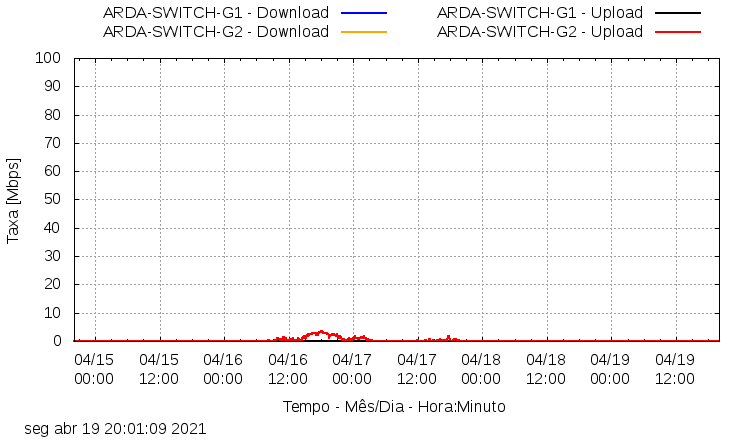 ARDA-SWITCH-G1 - Download ARDA-SWITCH-G1 - Upload
ARDA-SWITCH-G2 - Download ARDA-SWITCH-G2 - Upload
100
90
80
70
60
50
40
30
20
10
0
Taxa [Mbps]
04/15 04/15 04/16 04/16 04/17 04/17 04/18 04/18 04/19 04/19
00:00 12:00 00:00 12:00 00:00 12:00 00:00 12:00 00:00 12:00
Tempo - Mês/Dia - Hora:Minuto
seg abr 19 20:01:09 2021